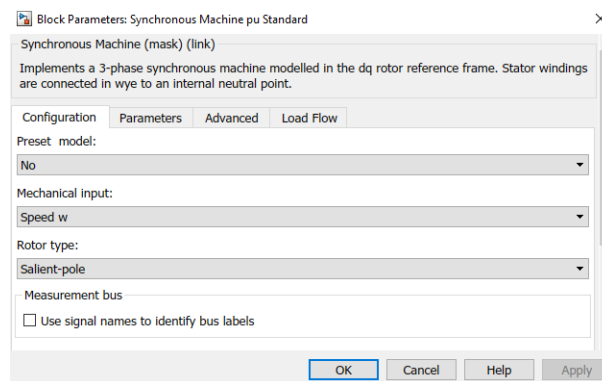 Block Parameters: Synchronous Machine pu Standard
Synchronous Machine (mask) (link)
Implements a 3-phase synchronous machine modelled in the dq rotor reference frame. Stator windings
are connected in wye to an internal neutral point.
Configuration Parameters Advanced Load Flow
Preset model:
No
Mechanical input:
Speed w
Rotor type:
Salient-pole
Measurement bus
Use signal names to identify bus labels
OK Cancel Help Apply